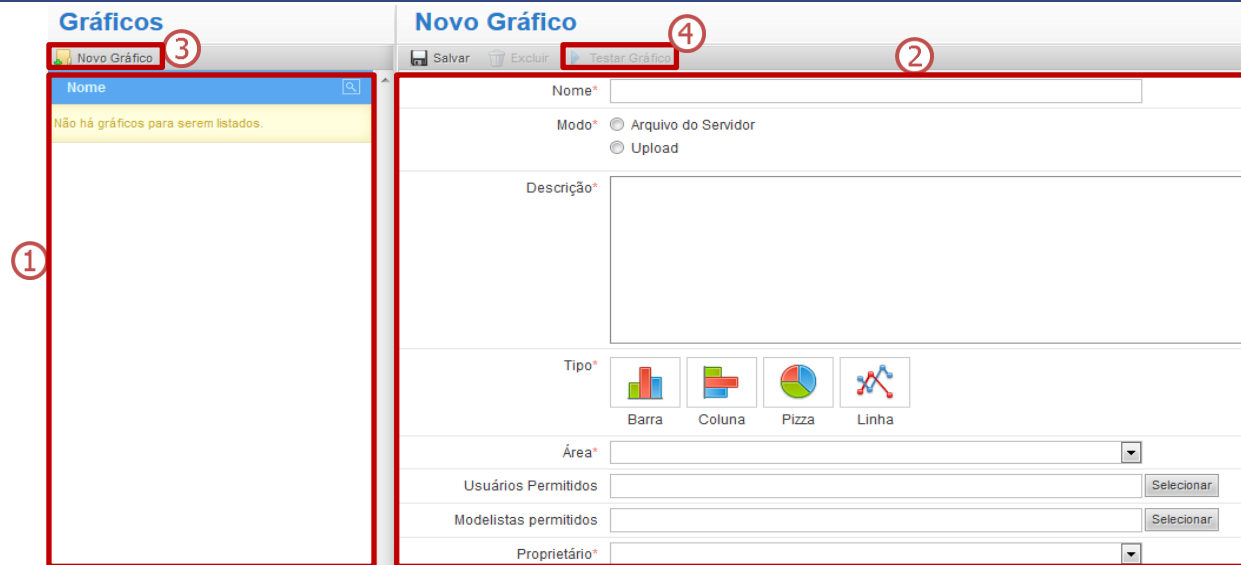 Gráficos
Novo Gráfico
3
4
2
1
Novo Gráfico
Salvar Excluir Testar Gráfico
Nome
Não há gráficos para serem listados.
Nome*
Modo* Arquivo do Servidor
Upload
Descrição*
Tipo*
Barra Coluna Pizza Linha
Área*
Usuários Permitidos Selecionar
Modelistas permitidos Selecionar
Proprietário*